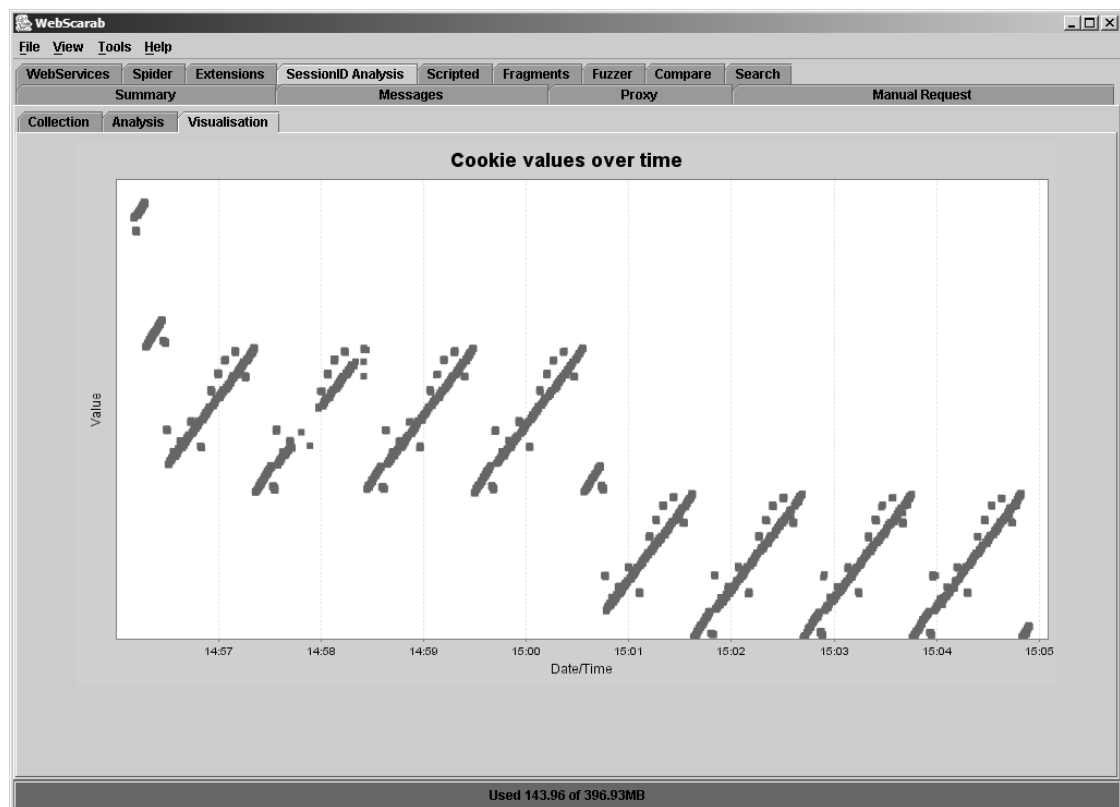 WebScarab
File View Tools Help
WebServices Spider Extensions SessionID Analysis Scripted Fragments Fuzzer Compare Search
Summary Messages Proxy Manual Request
Collection Analysis Visualisation
Cookie values over time
Value
14:57 14:58 14:59 15:00 15:01 15:02 15:03 15:04 15:05
Date/Time
Used 143.96 of 396.93MB